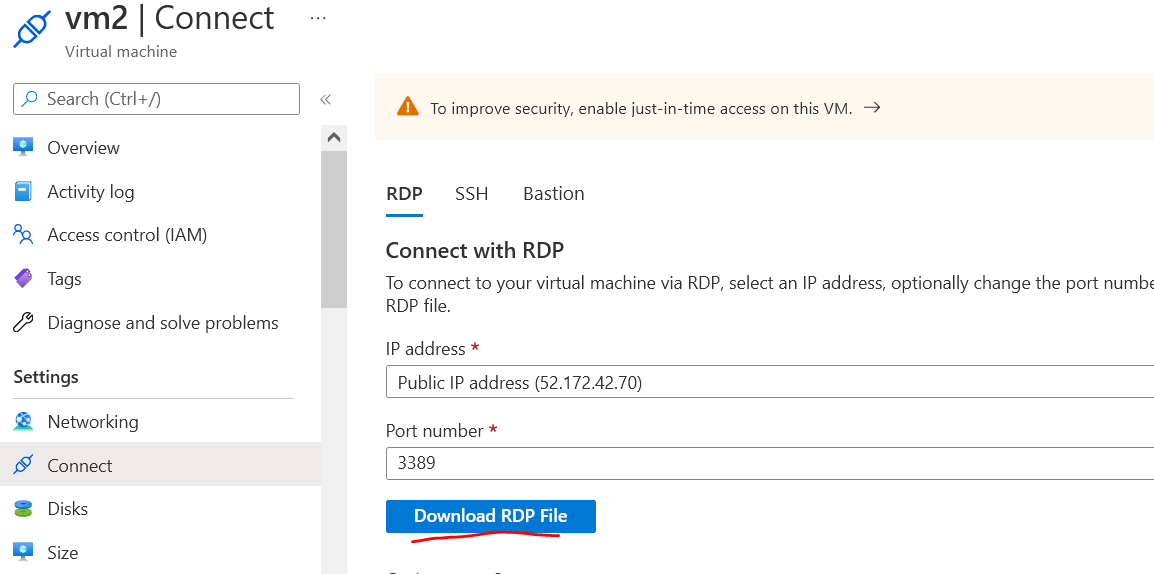 vm2 | Connect ...
Virtual machine
Search (Ctrl+/)
«
Overview
Activity log
Access control (IAM)
Tags
Diagnose and solve problems
Settings
Networking
Connect
Disks
Size
To improve security, enable just-in-time access on this VM. →
RDP SSH Bastion
Connect with RDP
To connect to your virtual machine via RDP, select an IP address, optionally change the port
RDP file.
IP address *
Public IP address (52.172.42.70)
Port number *
3389
Download RDP File